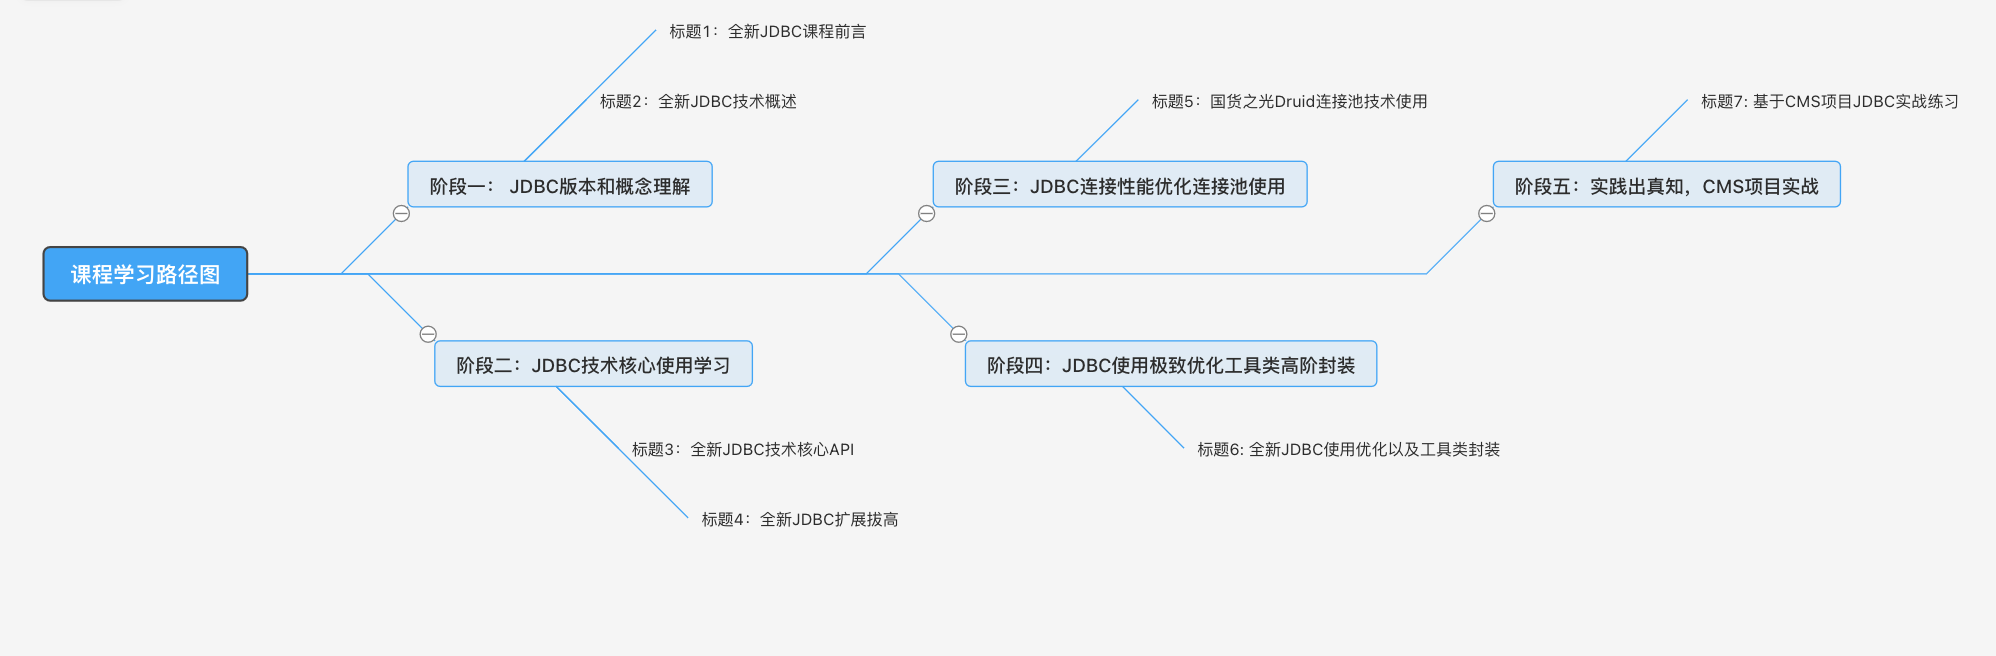 课程学习路径图
标题1：全新JDBC课程前言
标题2：全新JDBC技术概述
阶段一： JDBC版本和概念理解
阶段二：JDBC技术核心使用学习
标题3：全新JDBC技术核心API
标题4：全新JDBC扩展拔高
标题5：国货之光Druid连接池技术使用
阶段三：JDBC连接性能优化连接池使用
阶段四：JDBC使用极致优化工具类高阶封装
标题6: 全新JDBC使用优化以及工具类封装
标题7: 基于CMS项目JDBC实战练习
阶段五：实践出真知，CMS项目实战